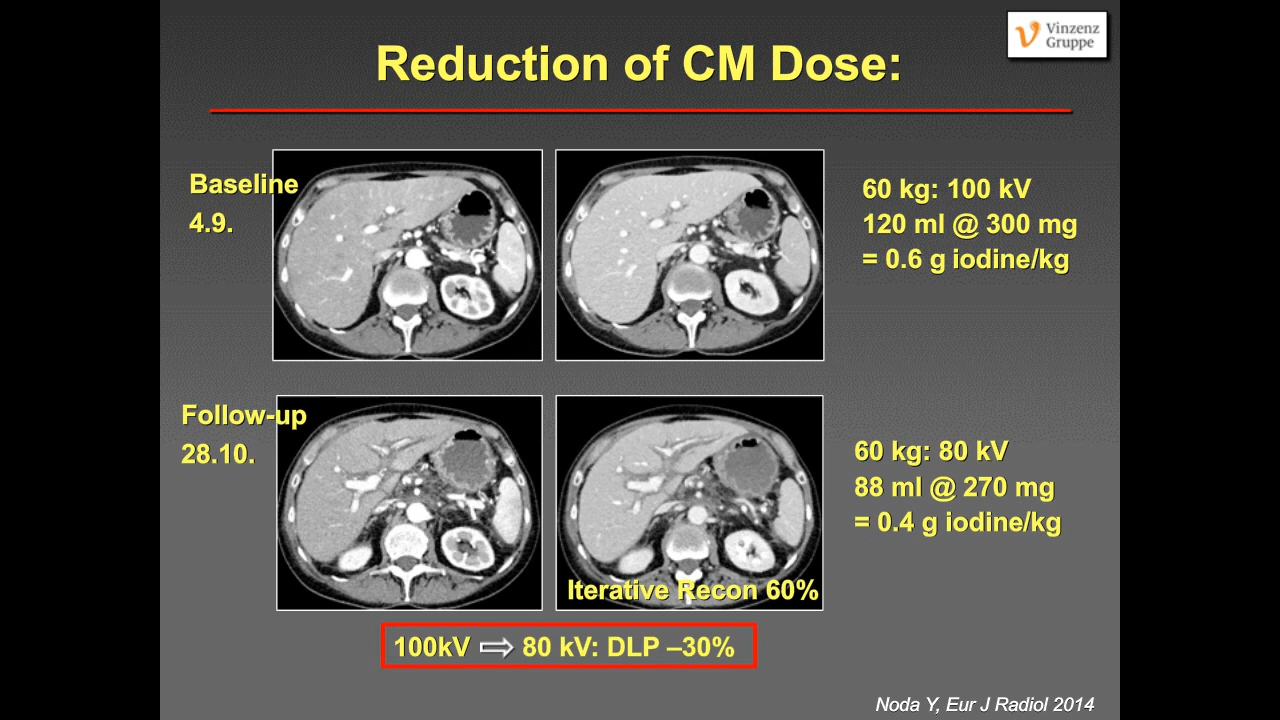 Vinzenz
Gruppe
Reduction of CM Dose:
Baseline
4.9.
60 kg: 100 kV
120 ml @ 300 mg
= 0.6 g iodine/kg
Follow-up
28.10.
60 kg: 80 kV
88 ml @ 270 mg
= 0.4 g iodine/kg
Iterative Recon 60%
100kV ⇨ 80 kV: DLP –30%
Noda Y, Eur J Radiol 2014